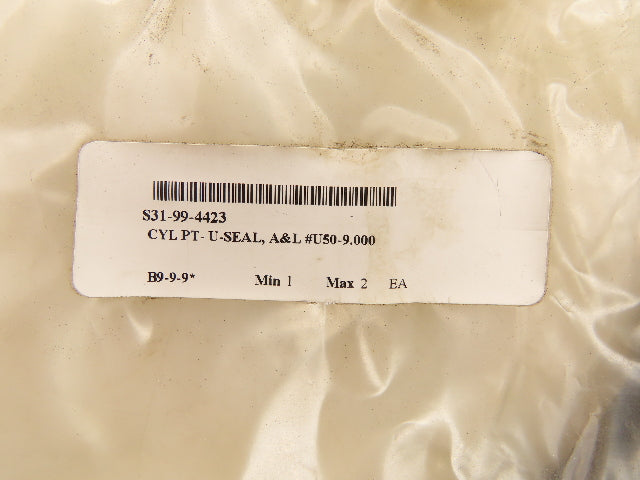 S31-99-4423
CYL PT- U-SEAL, A&L #U50-9.000
B9-9-9* Min 1 Max 2 EA